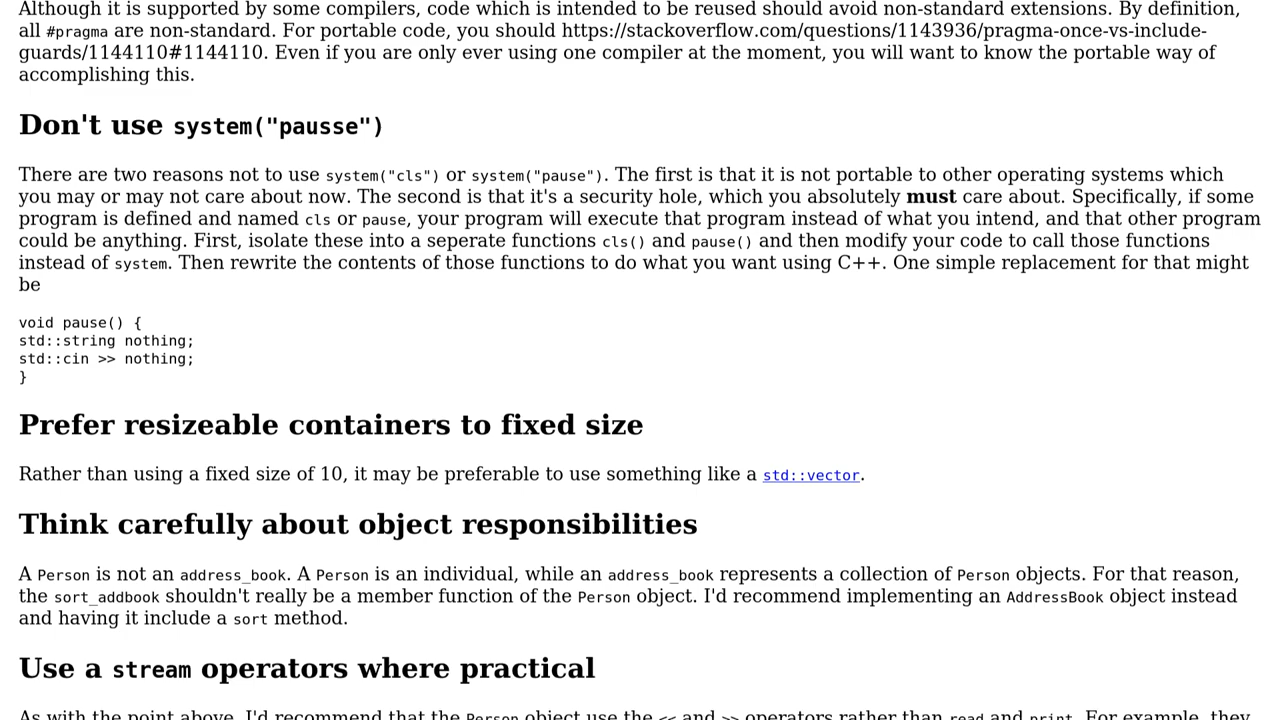 Although it is supported by some compilers, code which is intended to be reused should avoid non-standard extensions. By definition,
all #pragma are non-standard. For portable code, you should https://stackoverflow.com/questions/1143936/pragma-once-vs-include-
guards/1144110#1144110. Even if you are only ever using one compiler at the moment, you will want to know the portable way of
accomplishing this.
Don't use system("pausse")
There are two reasons not to use system("cls") or system("pause"). The first is that it is not portable to other operating systems which
you may or may not care about now. The second is that it's a security hole, which you absolutely must care about. Specifically, if some
program is defined and named cls or pause, your program will execute that program instead of what you intend, and that other program
could be anything. First, isolate these into a seperate functions cls() and pause() and then modify your code to call those functions
instead of system. Then rewrite the contents of those functions to do what you want using C++. One simple replacement for that might
be
void pause() {
std::string nothing;
std::cin >> nothing;
}
Prefer resizeable containers to fixed size
Rather than using a fixed size of 10, it may be preferable to use something like a std::vector.
Think carefully about object responsibilities
A Person is not an address_book. A Person is an individual, while an address_book represents a collection of Person objects. For that reason,
the sort_addbook shouldn't really be a member function of the Person object. I'd recommend implementing an AddressBook object instead
and having it include a sort method.
Use a stream operators where practical
As with the point above, I'd recommend that the Person object use the << and >> operators rather than read and print. For example, they